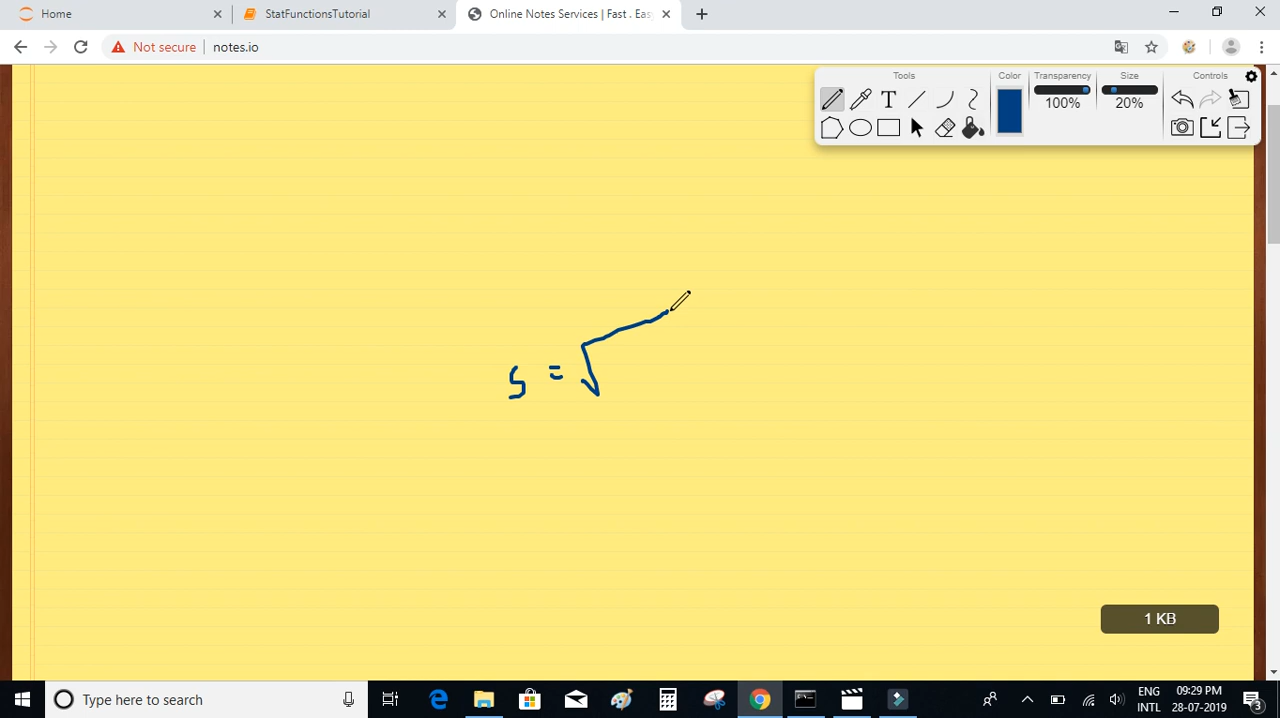 Home
StatFunctionsTutorial
Online Notes Services | Fast . Eas
Not secure
notes.io
Tools
Color
Transparency
Size
Controls
100%
20%
T
s = √
1 KB
Type here to search
ENG
INTL
09:29 PM
28-07-2019
3